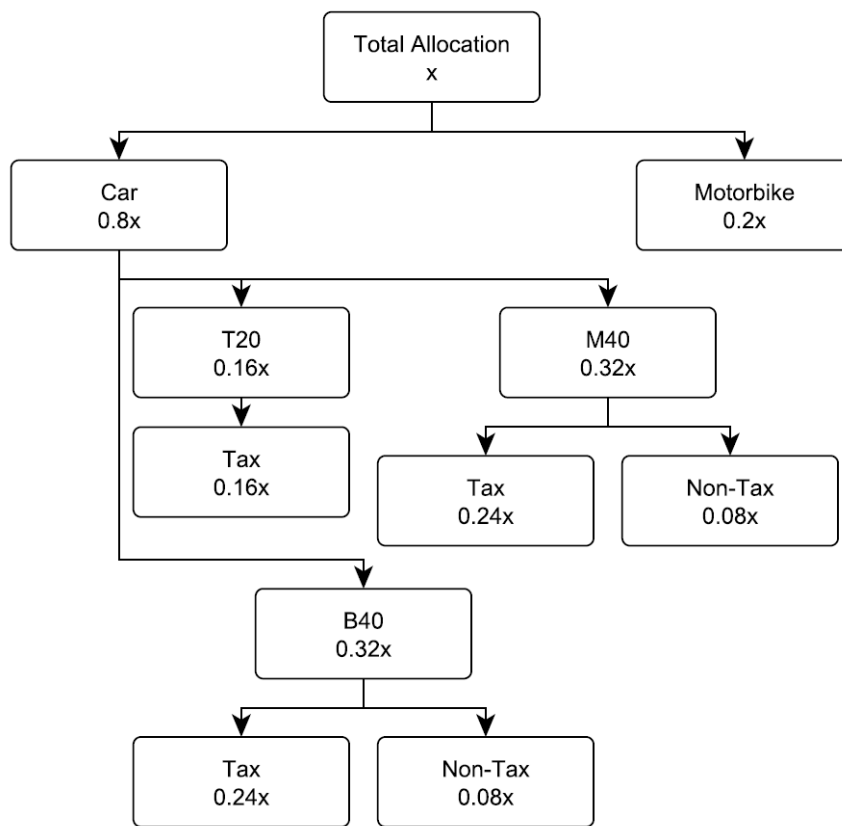 Total Allocation
x
Car
0.8x
Motorbike
0.2x
T20
0.16x
M40
0.32x
Tax
0.16x
Tax
0.24x
Non-Tax
0.08x
B40
0.32x
Tax
0.24x
Non-Tax
0.08x